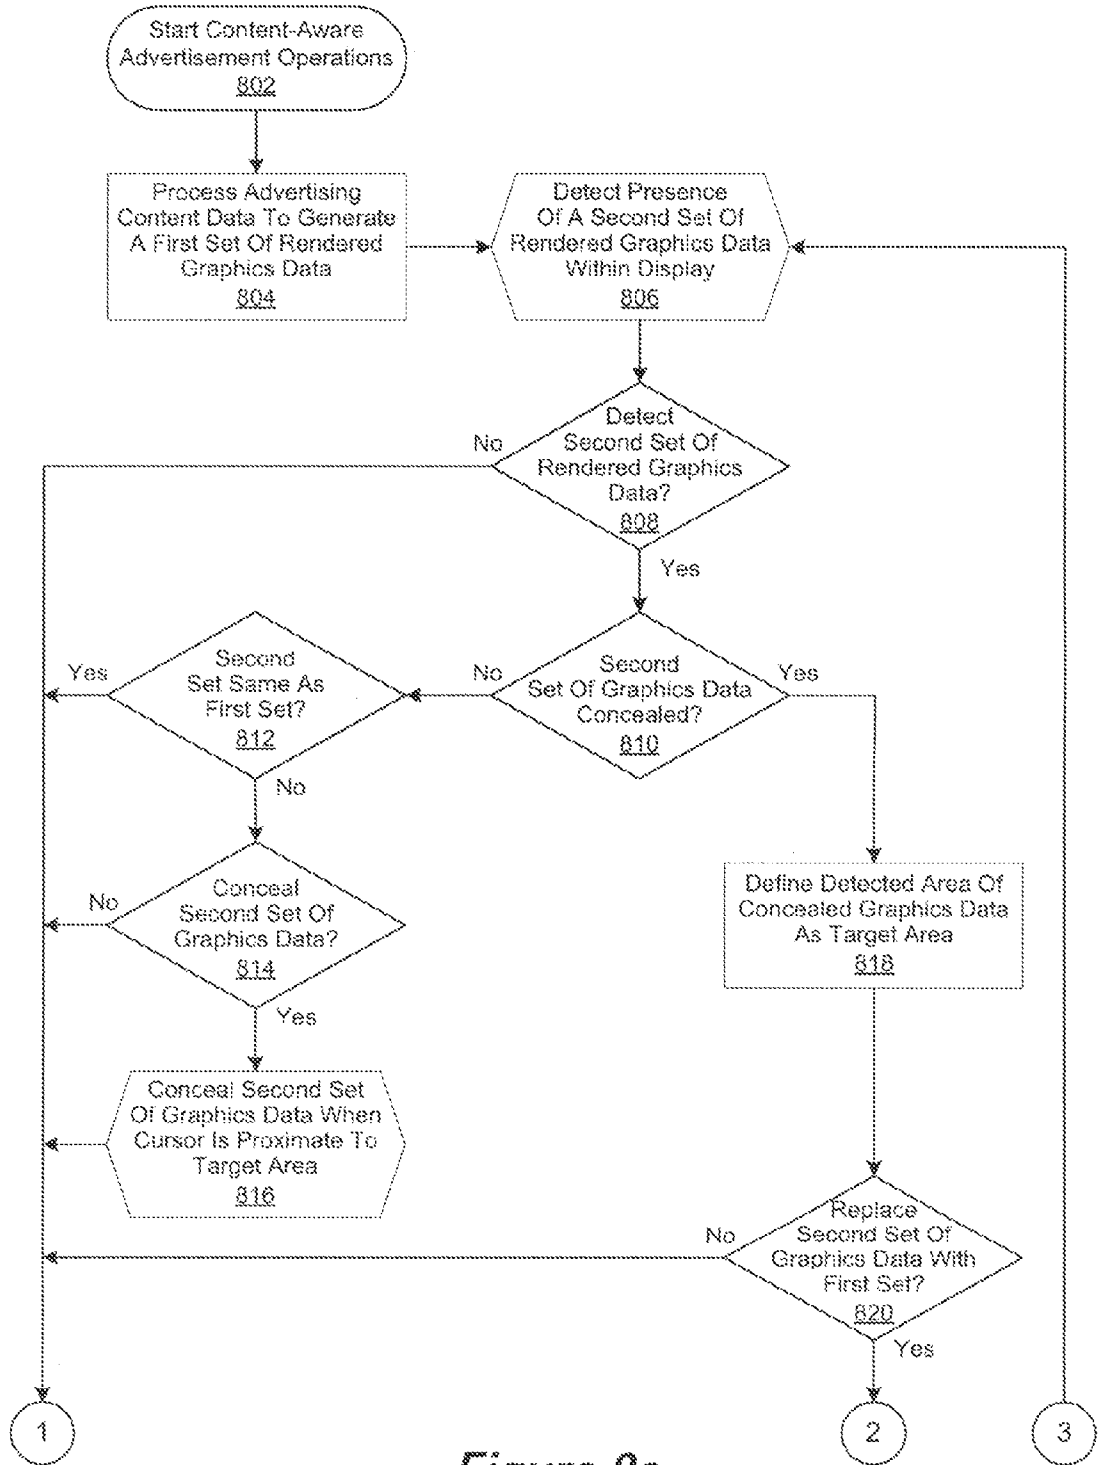 Start Content-Aware
Advertisement Operations
802
Process Advertising
Content Data To Generate
A First Set Of Rendered
Graphics Data
804
Detect Presence
Of A Second Set Of
Rendered Graphics Data
Within Display
806
Detect
Second Set Of
Rendered Graphics
Data?
808
No
Yes
Second
Set Of Graphics Data
Concealed?
810
No
Yes
Second
Set Same As
First Set?
812
Yes
No
Conceal
Second Set Of
Graphics Data?
814
No
Yes
Define Detected Area Of
Concealed Graphics Data
As Target Area
818
Conceal Second Set
Of Graphics Data When
Cursor Is Proximate To
Target Area
816
Replace
Second Set Of
Graphics Data With
First Set?
820
No
Yes
1
2
3